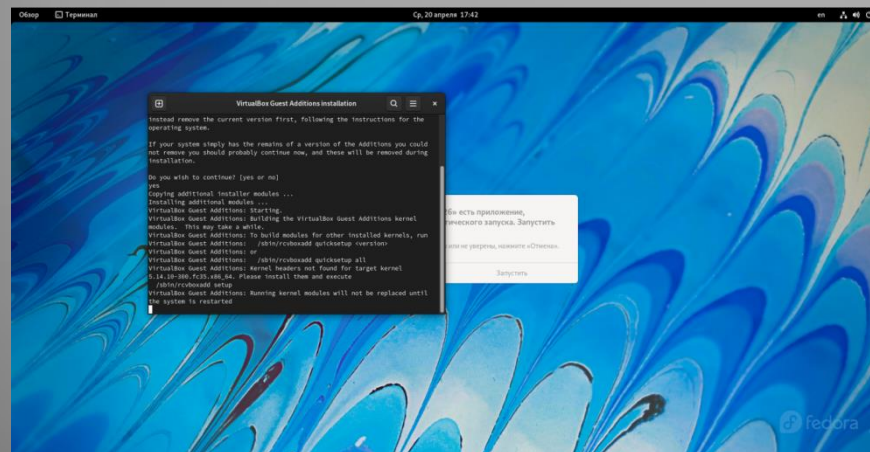 Обзор
Терминал
Ср, 20 апреля 17:42
en
VirtualBox Guest Additions installation
instead remove the current version first, following the instructions for the
operating system.
If your system simply has the remains of a version of the Additions you could
not remove you should probably continue now, and these will be removed during
installation.
Do you wish to continue? [yes or no]
yes
Copying additional installer modules ...
Installing additional modules ...
VirtualBox Guest Additions: Starting.
VirtualBox Guest Additions: Building the VirtualBox Guest Additions kernel
modules. This may take a while.
VirtualBox Guest Additions: To build modules for other installed kernels, run
VirtualBox Guest Additions: /sbin/rcvboxadd quicksetup <version>
VirtualBox Guest Additions: or
VirtualBox Guest Additions: /sbin/rcvboxadd quicksetup all
VirtualBox Guest Additions: Kernel headers not found for target kernel
5.14.10-300.fc35.x86_64. Please install them and execute
/sbin/rcvboxadd setup
VirtualBox Guest Additions: Running kernel modules will not be replaced until
the system is restarted
26» есть приложение,
тического запуска. Запустить
или не уверены, нажмите «Отмена».
Запустить
fedora